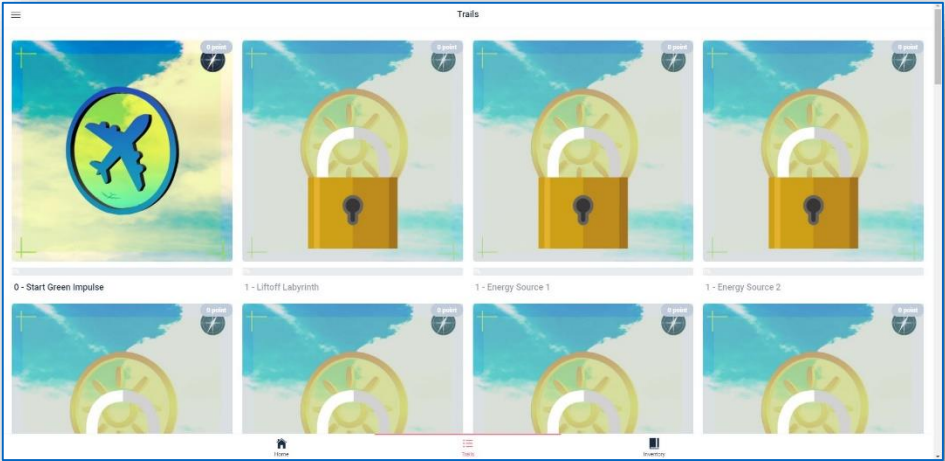 Trails
0 point
0 point
0 point
0 point
0 - Start Green Impulse
1 - Liftoff Labyrinth
1 - Energy Source 1
1 - Energy Source 2
0 point
0 point
0 point
0 point
Home
Trails
Inventory